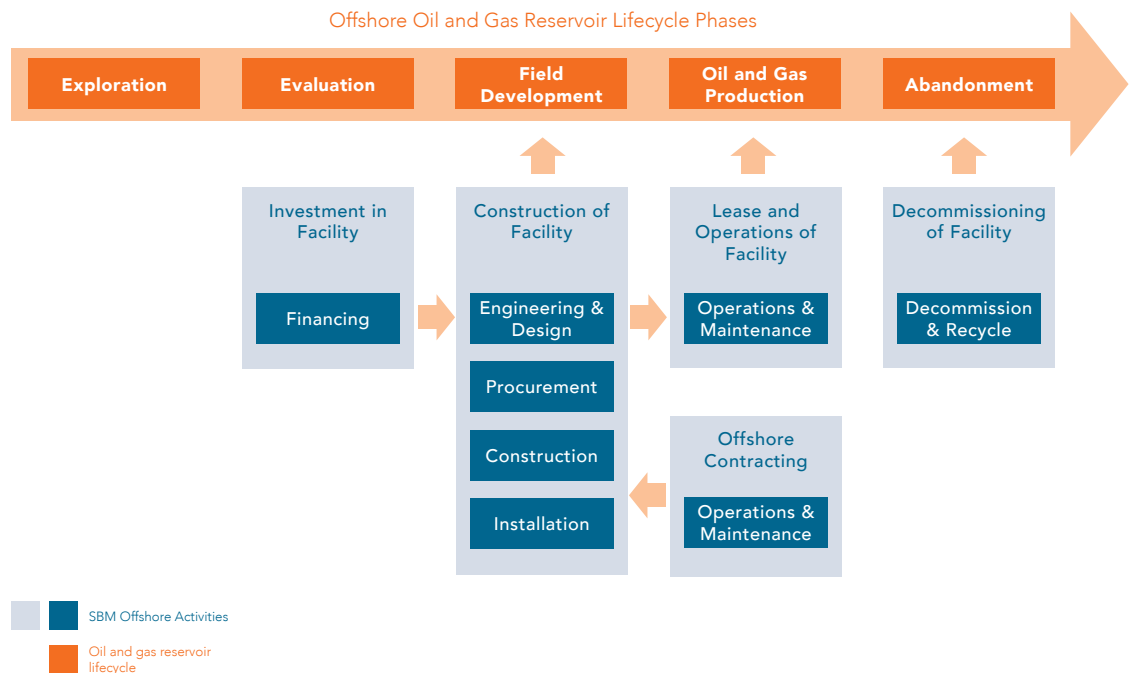 Offshore Oil and Gas Reservoir Lifecycle Phases
Exploration
Evaluation
Field
Development
Oil and Gas
Production
Abandonment
Investment in
Facility
Financing
Construction of
Facility
Engineering &
Design
Procurement
Construction
Installation
Lease and
Operations of
Facility
Operations &
Maintenance
Offshore
Contracting
Operations &
Maintenance
Decommissioning
of Facility
Decommission
& Recycle
SBM Offshore Activities
Oil and gas reservoir
lifecycle